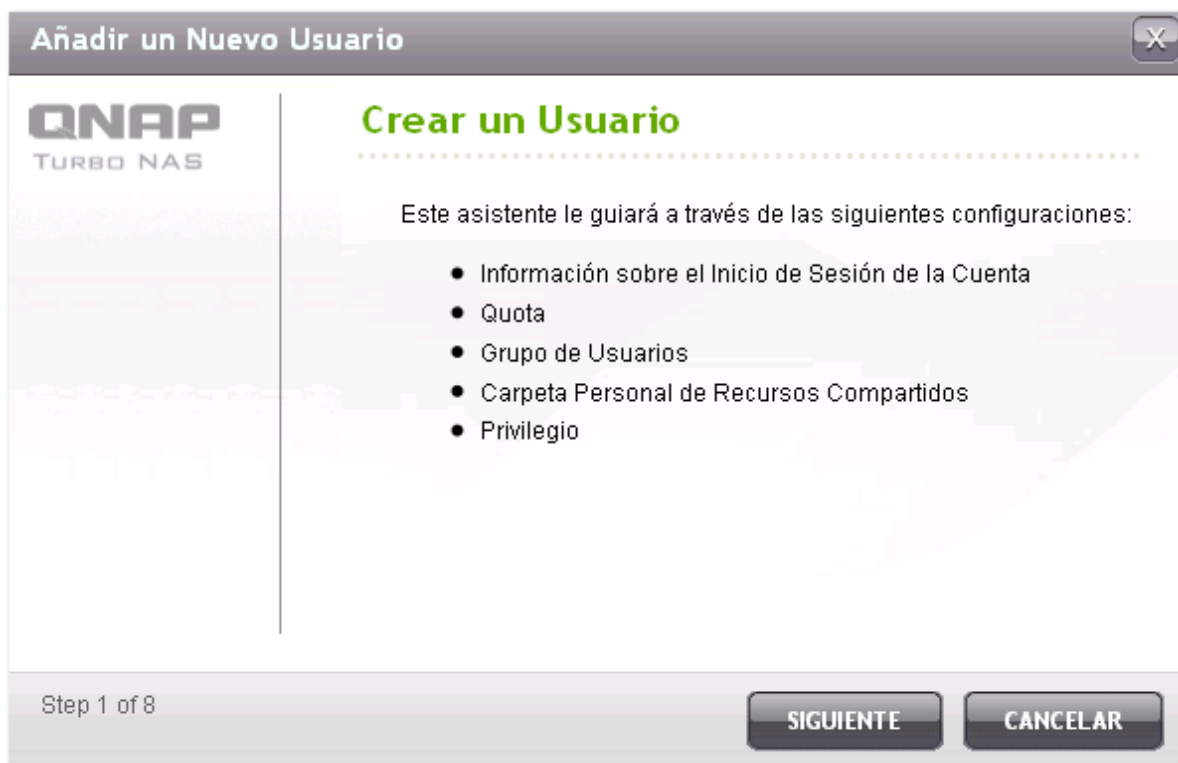 Añadir un Nuevo Usuario
X
QNAP
TURBO NAS
Crear un Usuario
Este asistente le guiará a través de las siguientes configuraciones:
● Información sobre el Inicio de Sesión de la Cuenta
● Quota
● Grupo de Usuarios
● Carpeta Personal de Recursos Compartidos
● Privilegio
Step 1 of 8
SIGUIENTE
CANCELAR